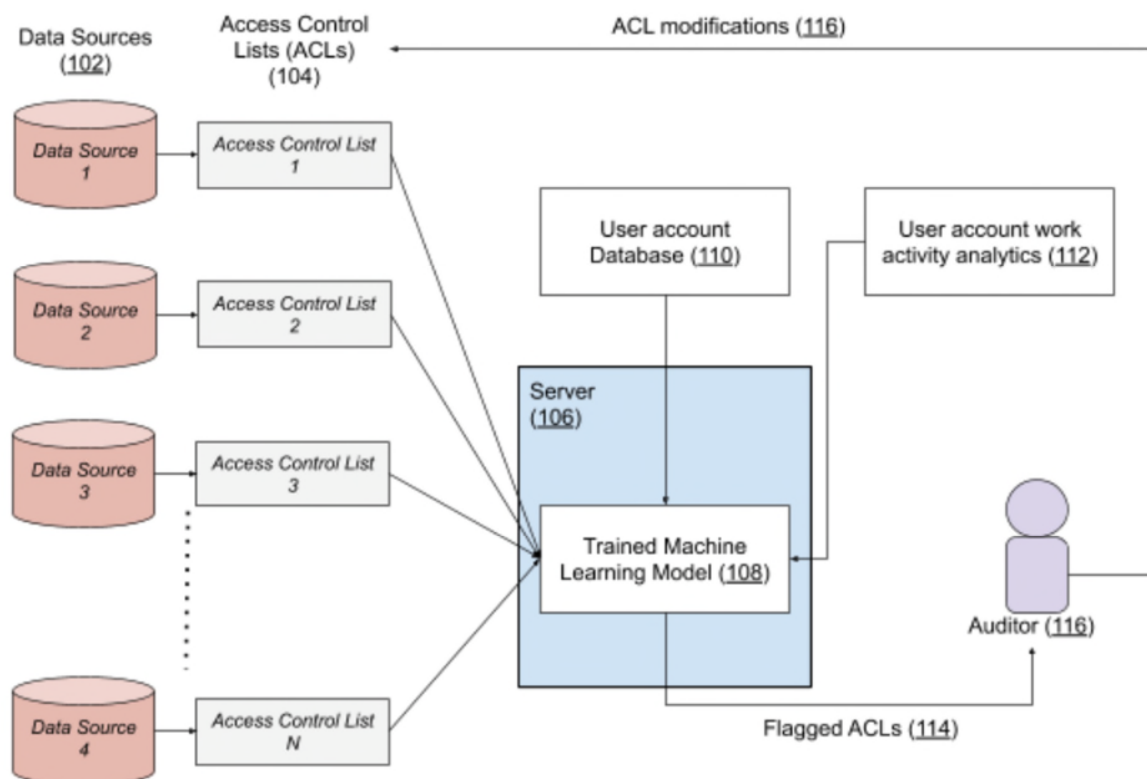 Data Sources
(102)
Access Control
Lists (ACLs)
(104)
ACL modifications (116)
Data Source
1
Access Control List
1
Data Source
2
Access Control List
2
User account
Database (110)
User account work
activity analytics (112)
Data Source
3
Access Control List
3
Server
(106)
Trained Machine
Learning Model (108)
Auditor (116)
Data Source
4
Access Control List
N
Flagged ACLs (114)